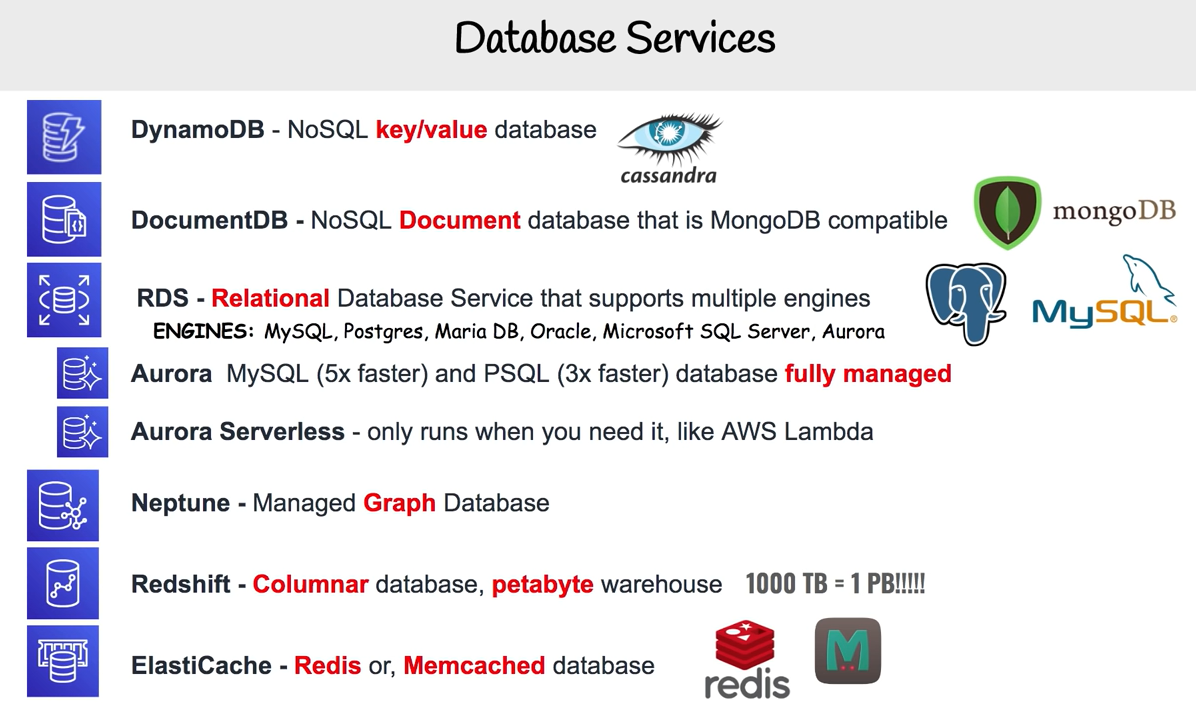 Database Services
DynamoDB - NoSQL key/value database
cassandra
DocumentDB - NoSQL Document database that is MongoDB compatible
mongoDB
RDS - Relational Database Service that supports multiple engines
ENGINES: MySQL, Postgres, Maria DB, Oracle, Microsoft SQL Server, Aurora
MySQL®
Aurora MySQL (5x faster) and PSQL (3x faster) database fully managed
Aurora Serverless - only runs when you need it, like AWS Lambda
Neptune - Managed Graph Database
Redshift - Columnar database, petabyte warehouse 1000 TB = 1 PB!!!!!
ElastiCache - Redis or, Memcached database
redis
M